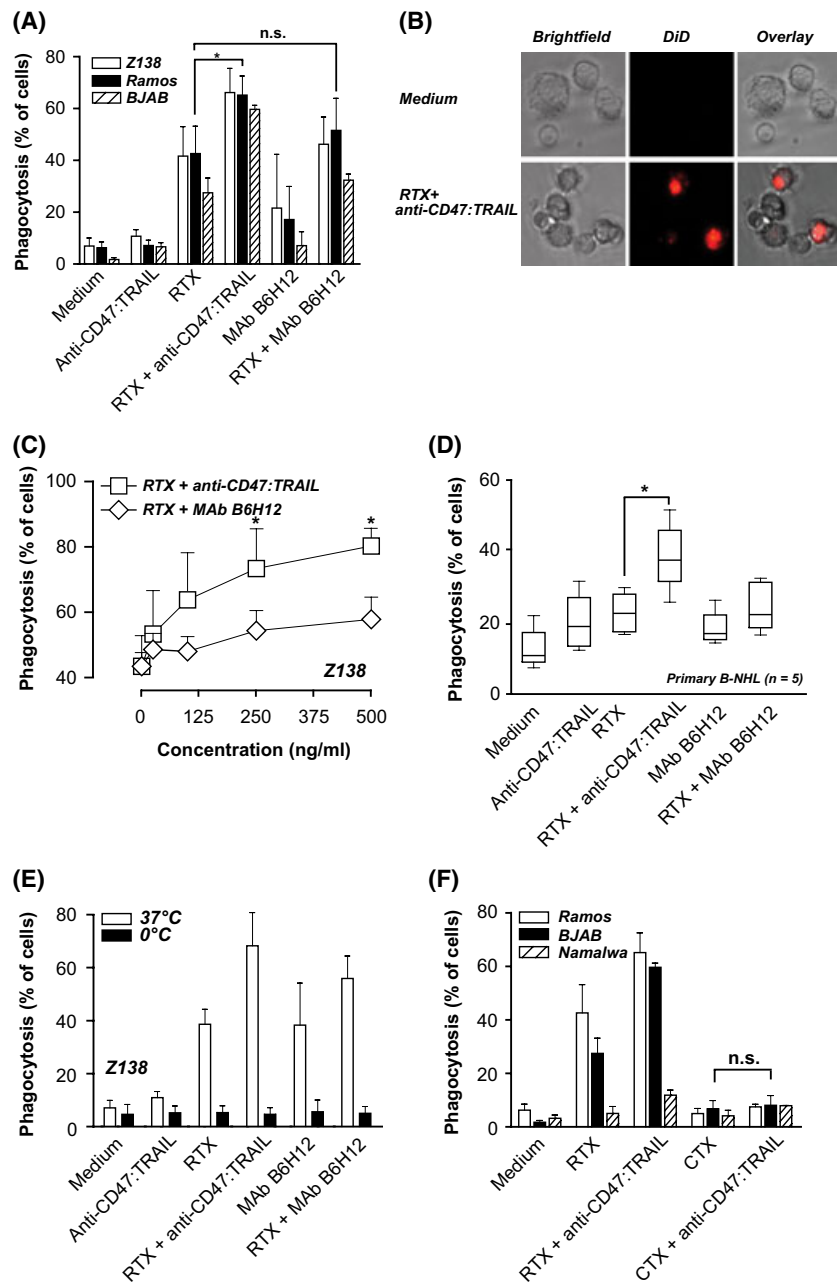 (A)
n.s.
*
Z138
Ramos
BJAB
Phagocytosis (% of cells)
80
60
40
20
0
Medium
Anti-CD47:TRAIL
RTX
RTX + anti-CD47:TRAIL
MAb B6H12
RTX + MAb B6H12
(B)
Brightfield
DiD
Overlay
Medium
RTX+
anti-CD47:TRAIL
(C)
Phagocytosis (% of cells)
100
80
60
40
RTX + anti-CD47:TRAIL
RTX + MAb B6H12
*
*
Z138
0
125
250
375
500
Concentration (ng/ml)
(D)
Phagocytosis (% of cells)
60
40
20
0
*
Primary B-NHL (n = 5)
Medium
Anti-CD47:TRAIL
RTX
RTX + anti-CD47:TRAIL
MAb B6H12
RTX + MAb B6H12
(E)
Phagocytosis (% of cells)
80
60
40
20
0
37°C
0°C
Z138
Medium
Anti-CD47:TRAIL
RTX
RTX + anti-CD47:TRAIL
MAb B6H12
RTX + MAb B6H12
(F)
Phagocytosis (% of cells)
80
60
40
20
0
Ramos
BJAB
Namalwa
n.s.
Medium
RTX
RTX + anti-CD47:TRAIL
CTX
CTX + anti-CD47:TRAIL